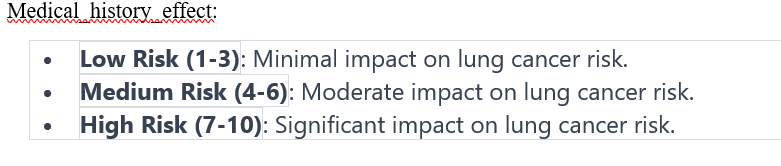 Medical_history_effect:
• Low Risk (1-3): Minimal impact on lung cancer risk.
• Medium Risk (4-6): Moderate impact on lung cancer risk.
• High Risk (7-10): Significant impact on lung cancer risk.